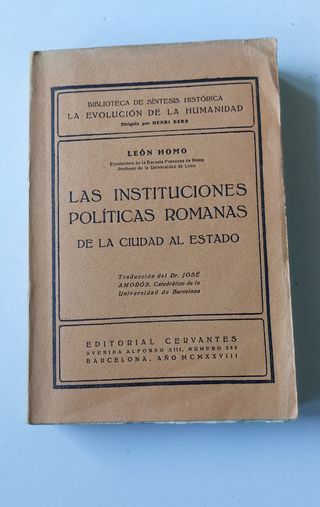 BIBLIOTECA DE SÍNTESIS HISTÓRICA
LA EVOLUCIÓN DE LA HUMANIDAD
Dirigida por HENRI BERR
LEÓN HOMO
Exmiembro de la Escuela Francesa de Roma
Profesor de la Universidad de Lyon
LAS INSTITUCIONES
POLÍTICAS ROMANAS
DE LA CIUDAD AL ESTADO
Traducción del Dr. JOSÉ
AMORÓS, Catedrático de la
Universidad de Barcelona
EDITORIAL CERVANTES
AVENIDA ALFONSO XIII, NÚMERO 382
BARCELONA, AÑO MCMXXVIII